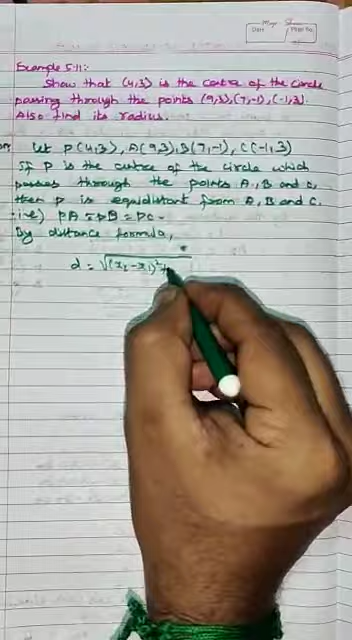 Date
Example 5.11:
Show that (4,3) is the centre of the circle
passing through the points (9,3), (7,-1), (-1,3).
Also find its radius.
Let P(4,3), A(9,3), B(7,-1), C(-1,3)
If P is the centre of the circle which
passes through the points A, B and C,
then P is equidistant from A, B and C.
(i.e) PA = PB = PC.
By distance formula,
d = √(x₂-x₁)²+